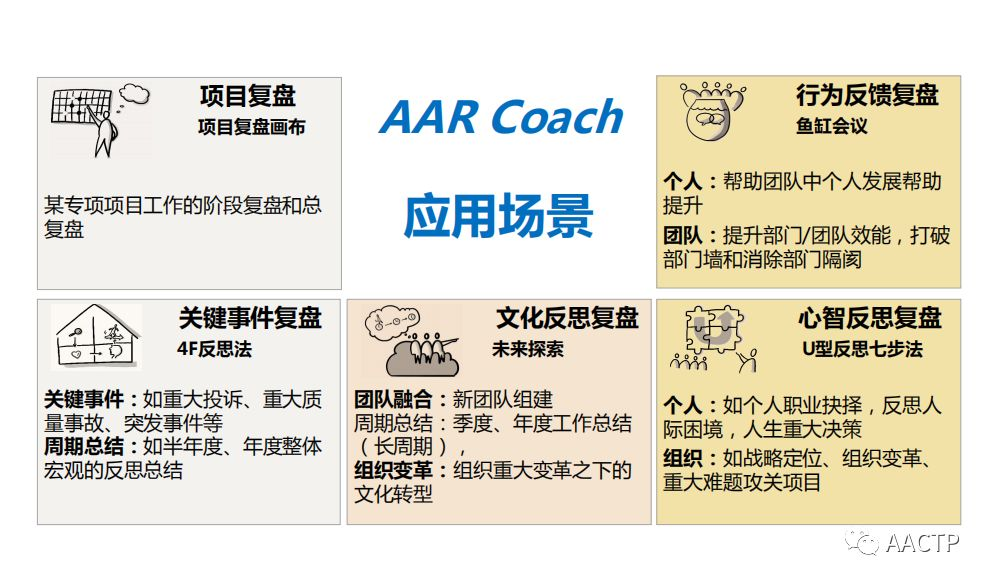 项目复盘
项目复盘画布
某专项项目工作的阶段复盘和总
复盘
AAR Coach
应用场景
行为反馈复盘
鱼缸会议
个人：帮助团队中个人发展帮助
提升
团队：提升部门/团队效能，打破
部门墙和消除部门隔阂
关键事件复盘
4F反思法
关键事件：如重大投诉、重大质
量事故、突发事件等
周期总结：如半年度、年度整体
宏观的反思总结
文化反思复盘
未来探索
团队融合：新团队组建
周期总结：季度、年度工作总结
（长周期），
组织变革：组织重大变革之下的
文化转型
心智反思复盘
U型反思七步法
个人：如个人职业抉择，反思人
际困境，人生重大决策
组织：如战略定位、组织变革、
重大难题攻关项目
AACTP